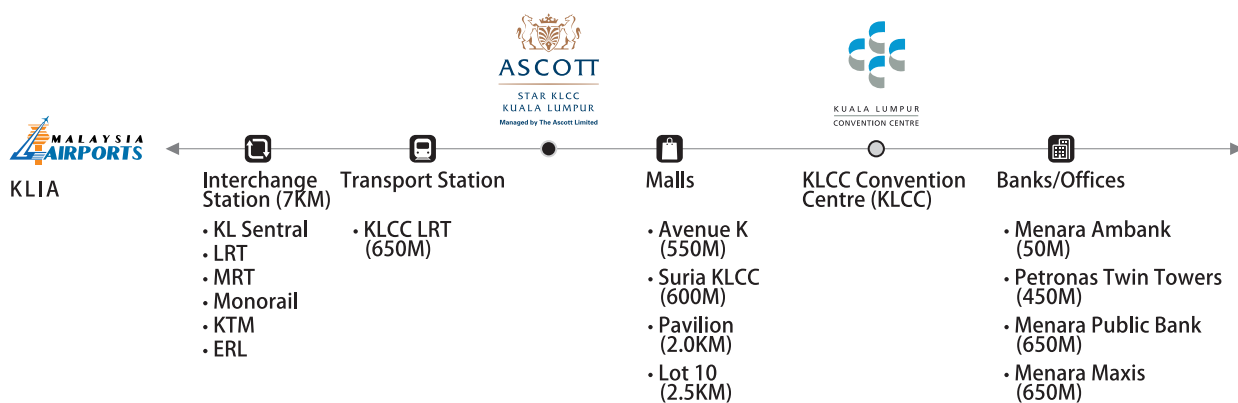 ASCOTT
STAR KLCC
KUALA LUMPUR
Managed by The Ascott Limited
KUALA LUMPUR
CONVENTION CENTRE
MALAYSIA
AIRPORTS
KLIA
Interchange
Station (7KM)
• KL Sentral
• LRT
• MRT
• Monorail
• KTM
• ERL
Transport Station
• KLCC LRT
(650M)
Malls
• Avenue K
(550M)
• Suria KLCC
(600M)
• Pavilion
(2.0KM)
• Lot 10
(2.5KM)
KLCC Convention
Centre (KLCC)
Banks/Offices
• Menara Ambank
(50M)
• Petronas Twin Towers
(450M)
• Menara Public Bank
(650M)
• Menara Maxis
(650M)